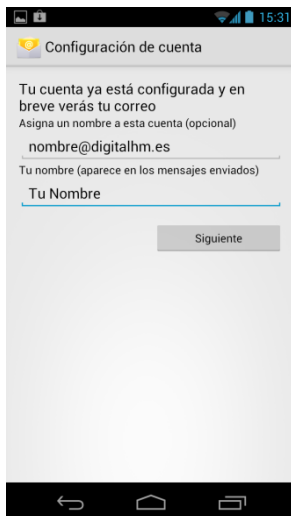 15:31
Configuración de cuenta
Tu cuenta ya está configurada y en
breve verás tu correo
Asigna un nombre a esta cuenta (opcional)
nombre@digitalhm.es
Tu nombre (aparece en los mensajes enviados)
Tu Nombre
Siguiente